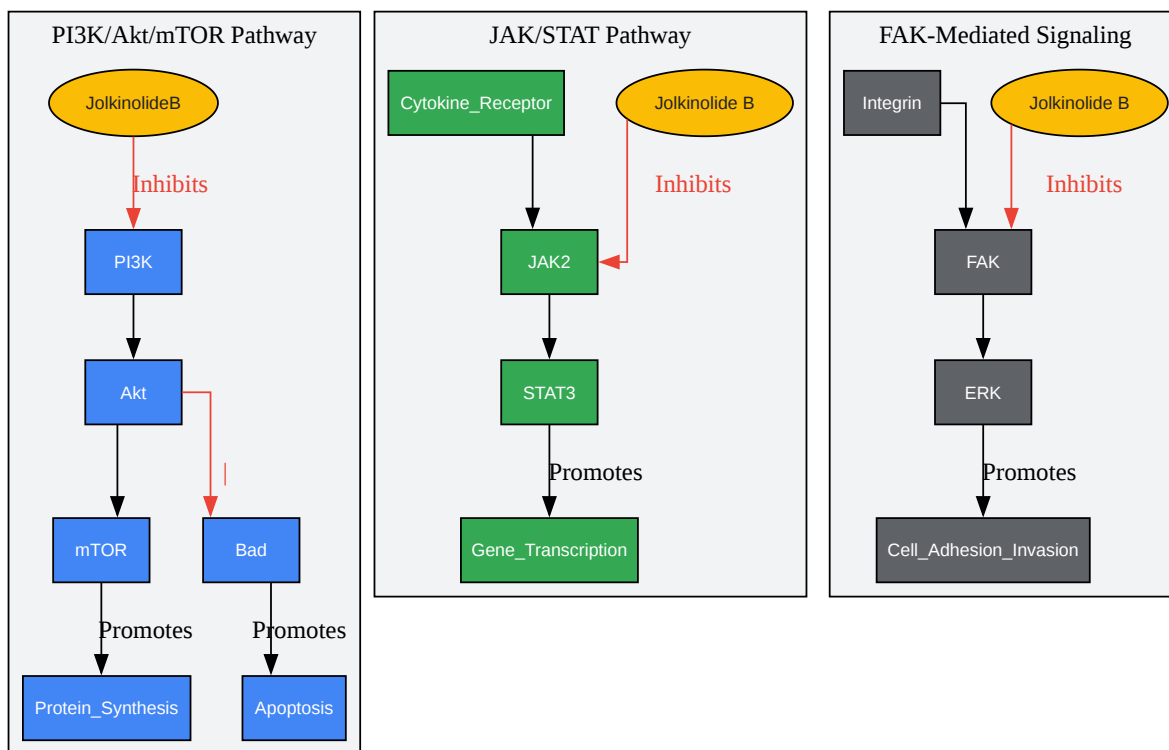 PI3K/Akt/mTOR Pathway
JolkinolideB
Inhibits
PI3K
Akt
|
mTOR
Bad
Promotes
Promotes
Protein_Synthesis
Apoptosis
JAK/STAT Pathway
Cytokine_Receptor
Jolkinolide B
Inhibits
JAK2
STAT3
Promotes
Gene_Transcription
FAK-Mediated Signaling
Integrin
Jolkinolide B
Inhibits
FAK
ERK
Promotes
Cell_Adhesion_Invasion